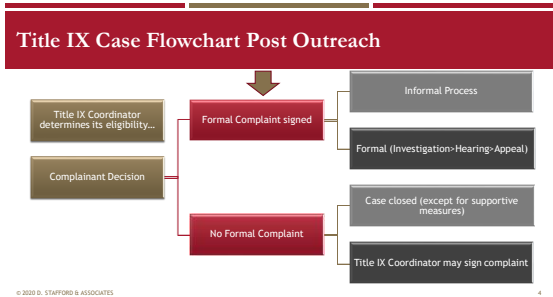 Title IX Case Flowchart Post Outreach
Title IX Coordinator
determines its eligibility…
Complainant Decision
Formal Complaint signed
No Formal Complaint
Informal Process
Formal (Investigation>Hearing>Appeal)
Case closed (except for supportive
measures)
Title IX Coordinator may sign complaint
© 2020 D. STAFFORD & ASSOCIATES
4